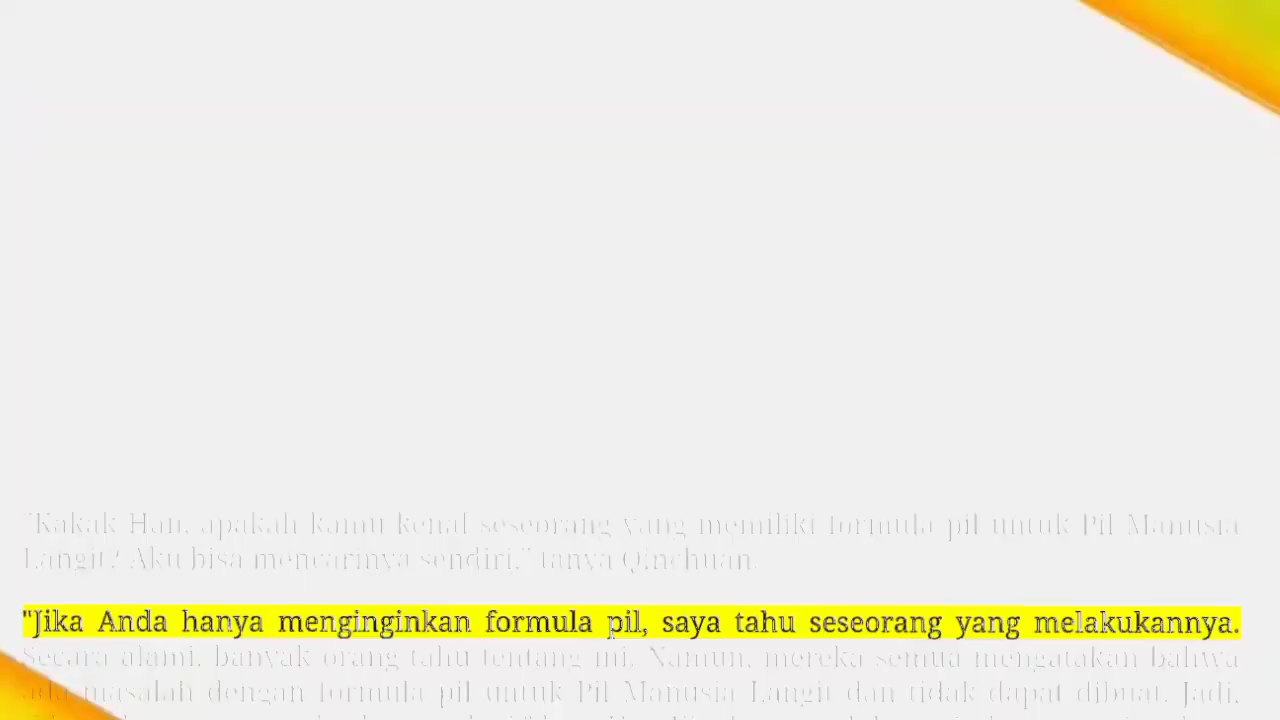 "Kakak Han, apakah kamu kenal seseorang yang memiliki formula pil untuk Pil Manusia
Langit? Aku bisa mencarinya sendiri," tanya Qinchuan.
"Jika Anda hanya menginginkan formula pil, saya tahu seseorang yang melakukannya.
Secara alami, banyak orang tahu tentang ini. Namun, mereka semua mengatakan bahwa
ada masalah dengan formula pil untuk Pil Manusia Langit dan tidak dapat dibuat. Jadi,